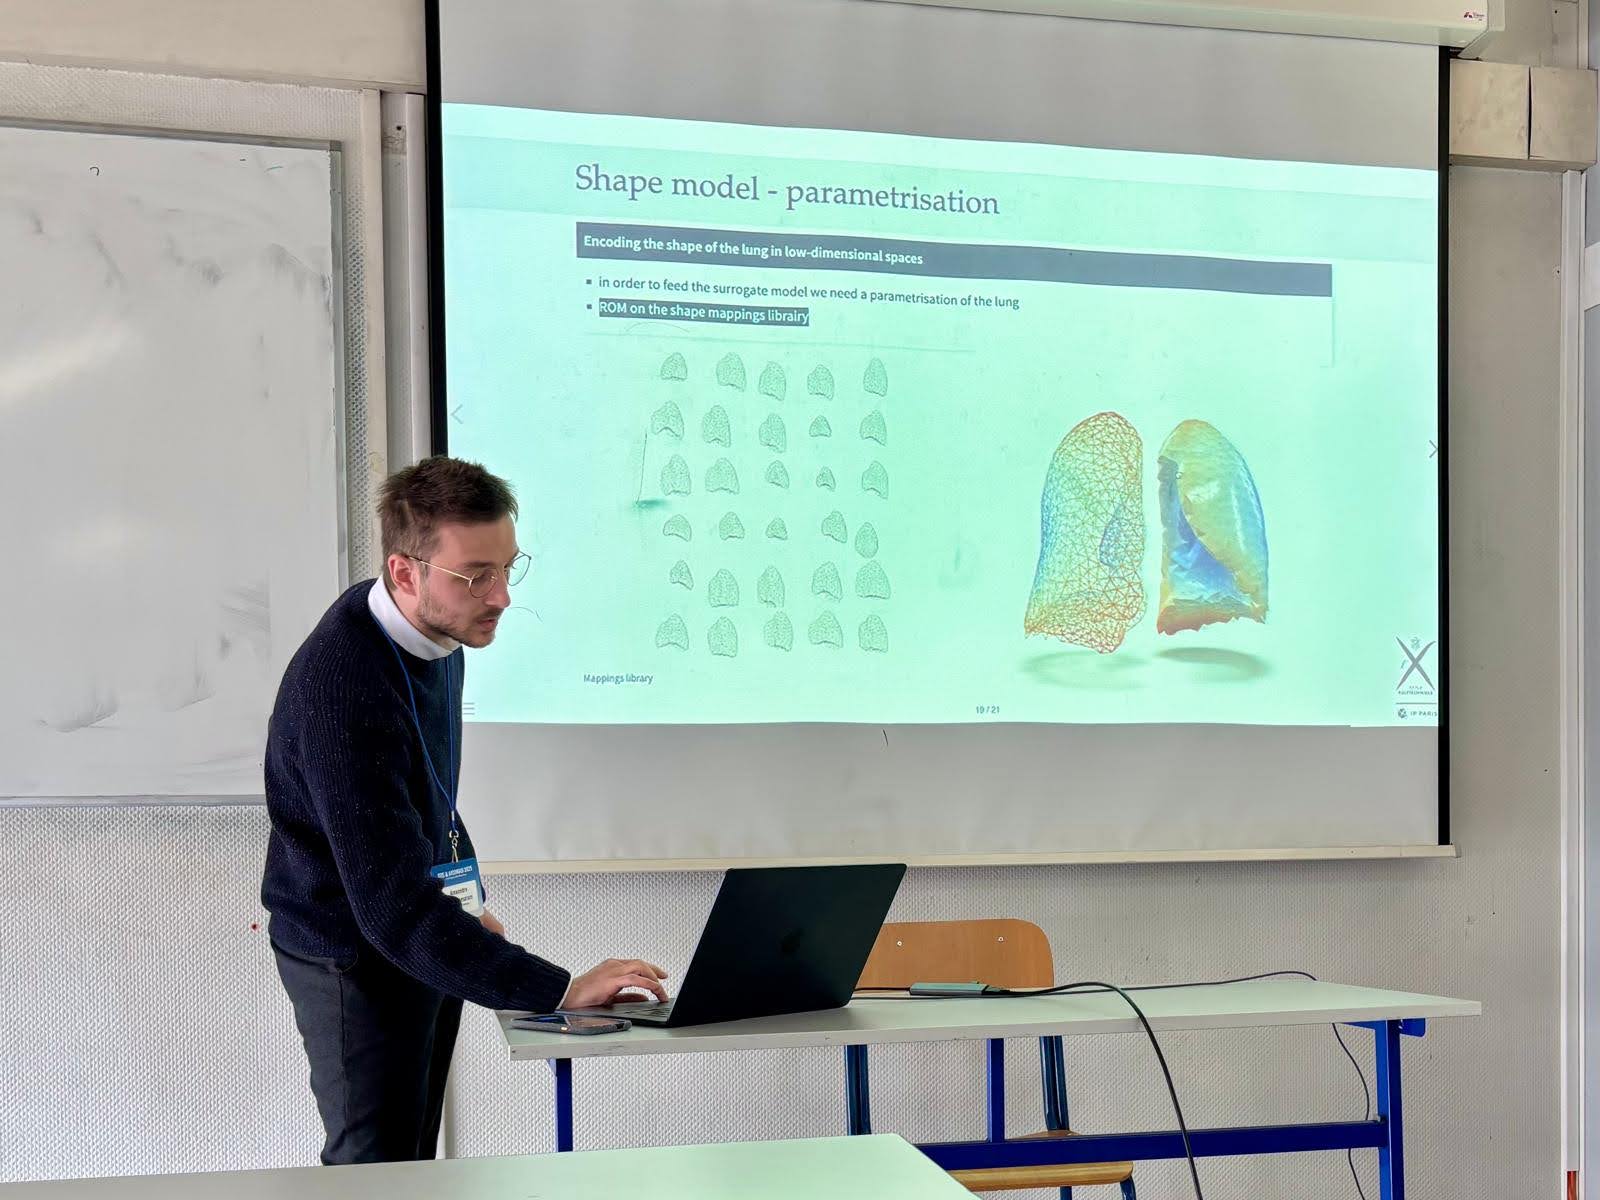 Shape model - parametrisation
Encoding the shape of the lung in low-dimensional spaces
in order to feed the surrogate model we need a parametrisation of the lung
ROM on the shape mappings librairy
Mappings library
19 / 21
IP PARIS